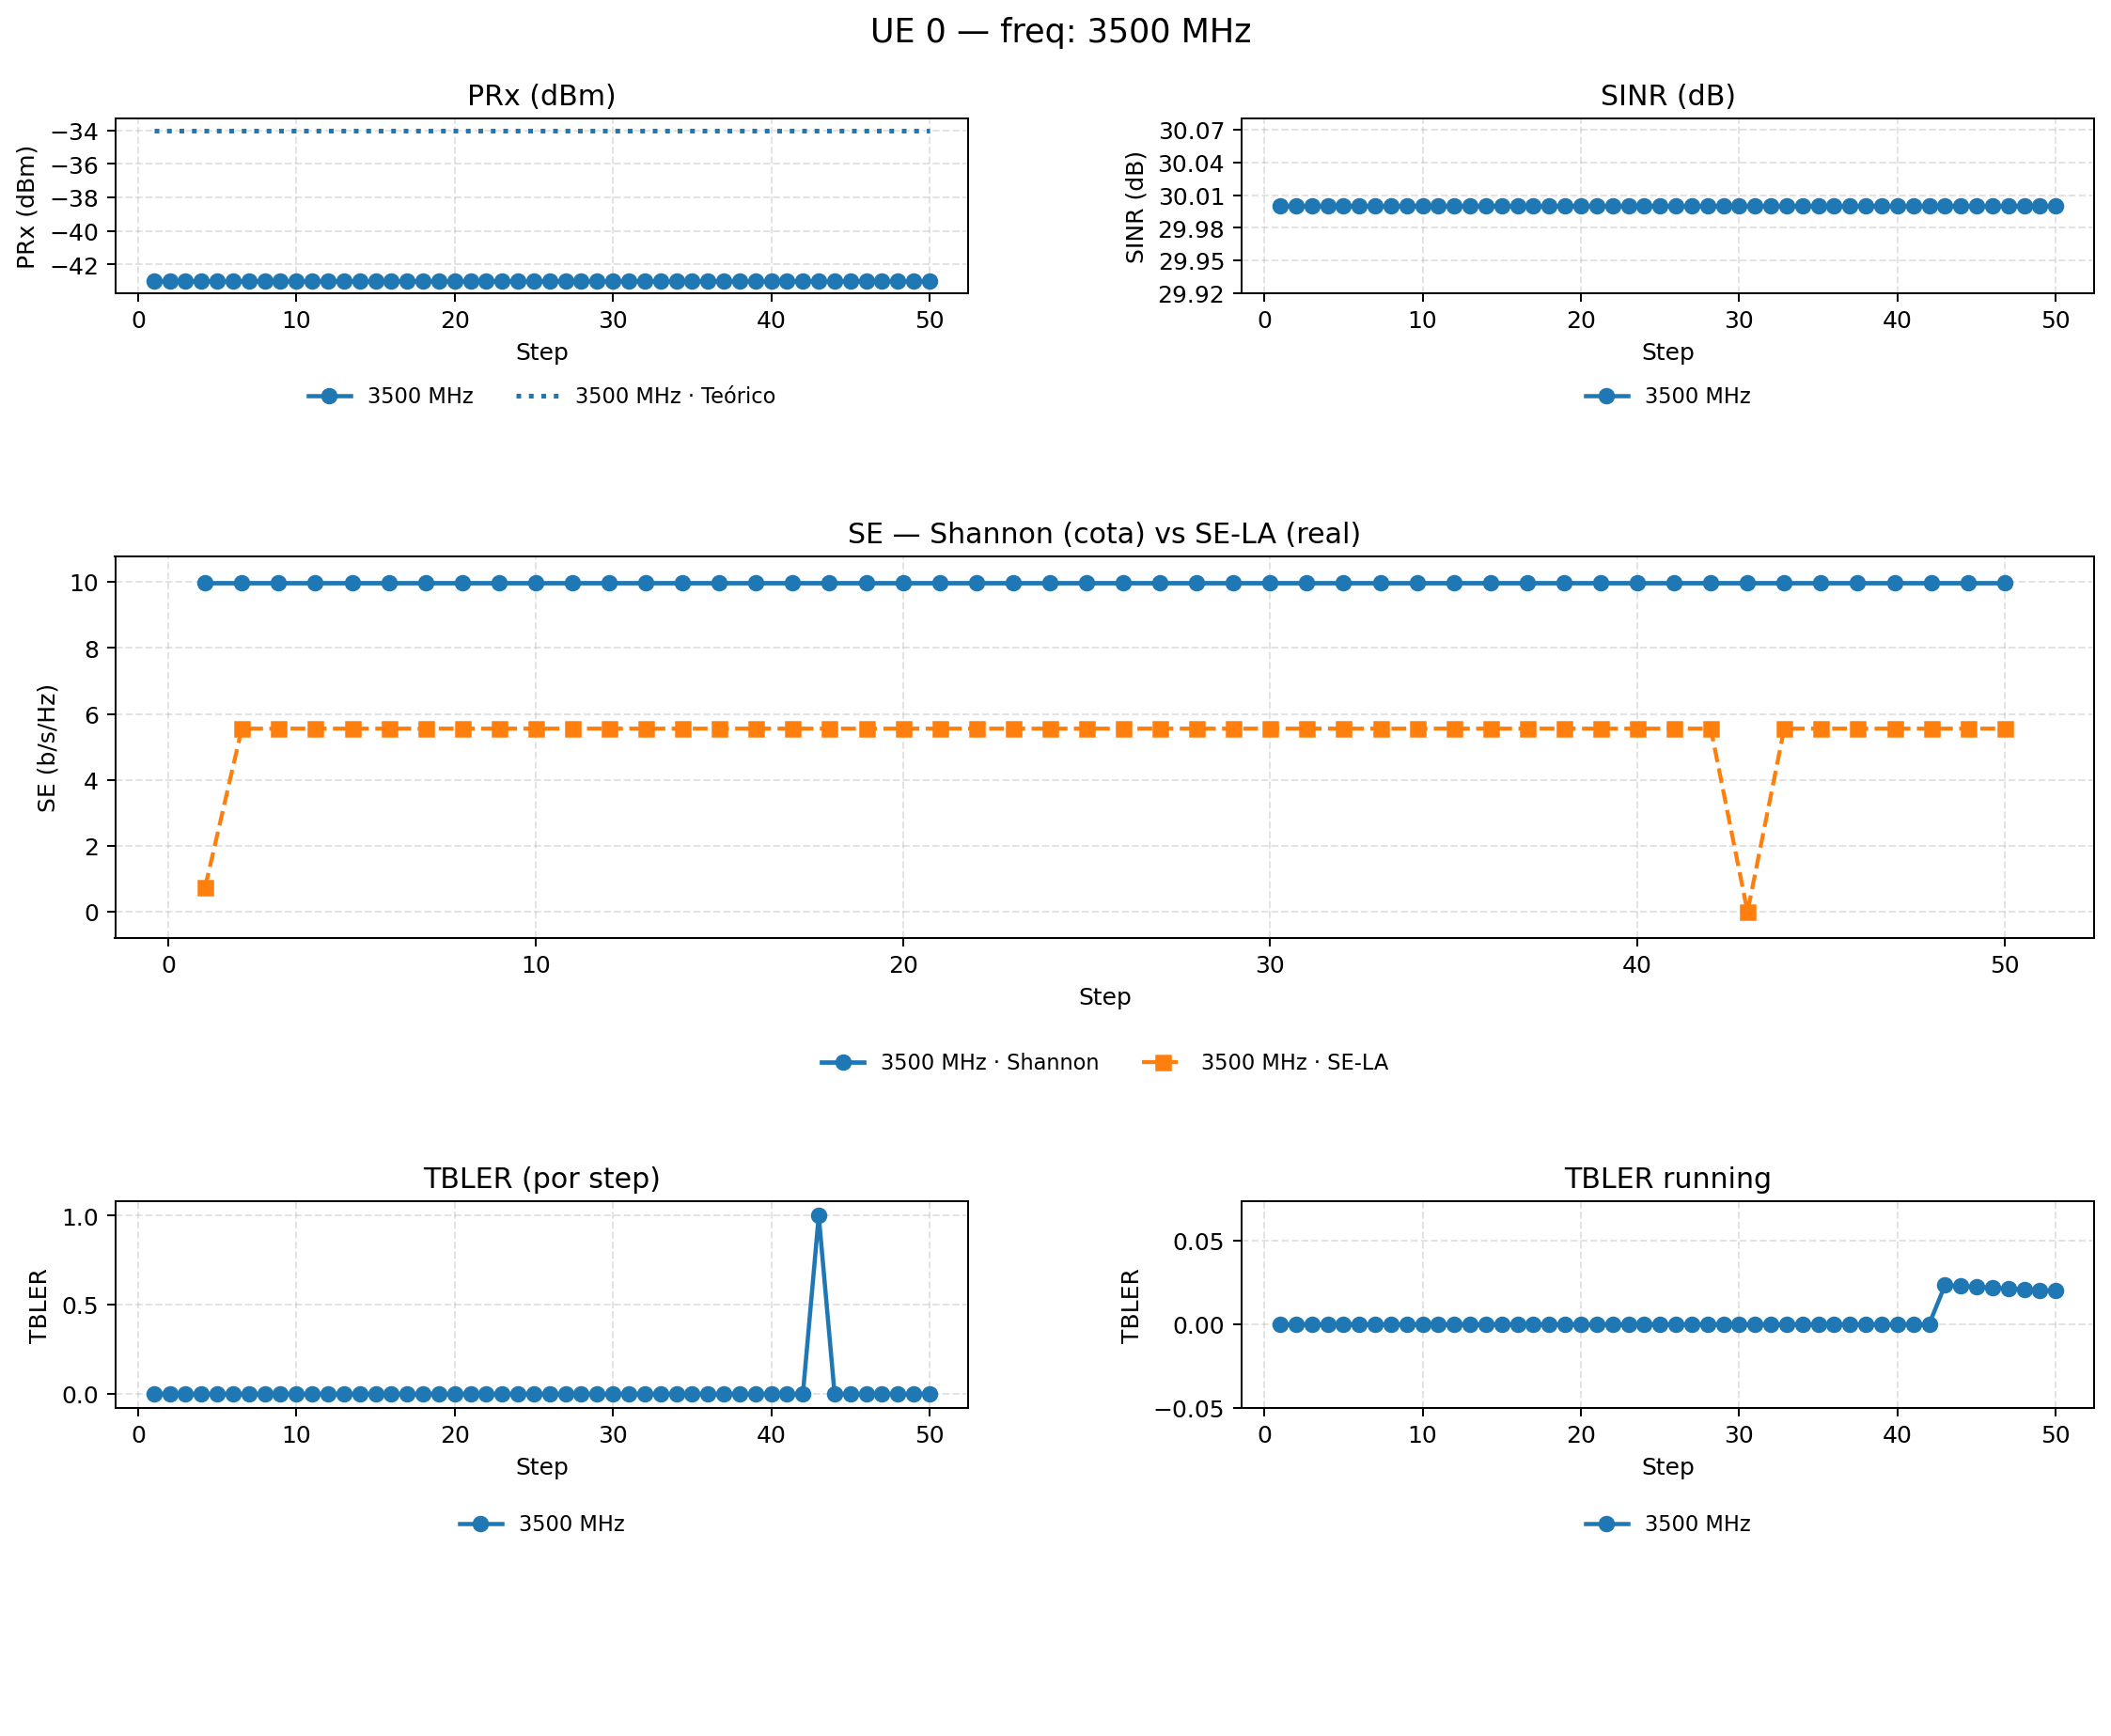 UE 0 — freq: 3500 MHz
PRx (dBm)
PRx (dBm)
−34
−36
−38
−40
−42
0 10 20 30 40 50
Step
3500 MHz 3500 MHz · Teórico
SINR (dB)
SINR (dB)
30.07
30.04
30.01
29.98
29.95
29.92
0 10 20 30 40 50
Step
3500 MHz
SE — Shannon (cota) vs SE-LA (real)
SE (b/s/Hz)
10
8
6
4
2
0
0 10 20 30 40 50
Step
3500 MHz · Shannon 3500 MHz · SE-LA
TBLER (por step)
TBLER
1.0
0.5
0.0
0 10 20 30 40 50
Step
3500 MHz
TBLER running
TBLER
0.05
0.00
−0.05
0 10 20 30 40 50
Step
3500 MHz